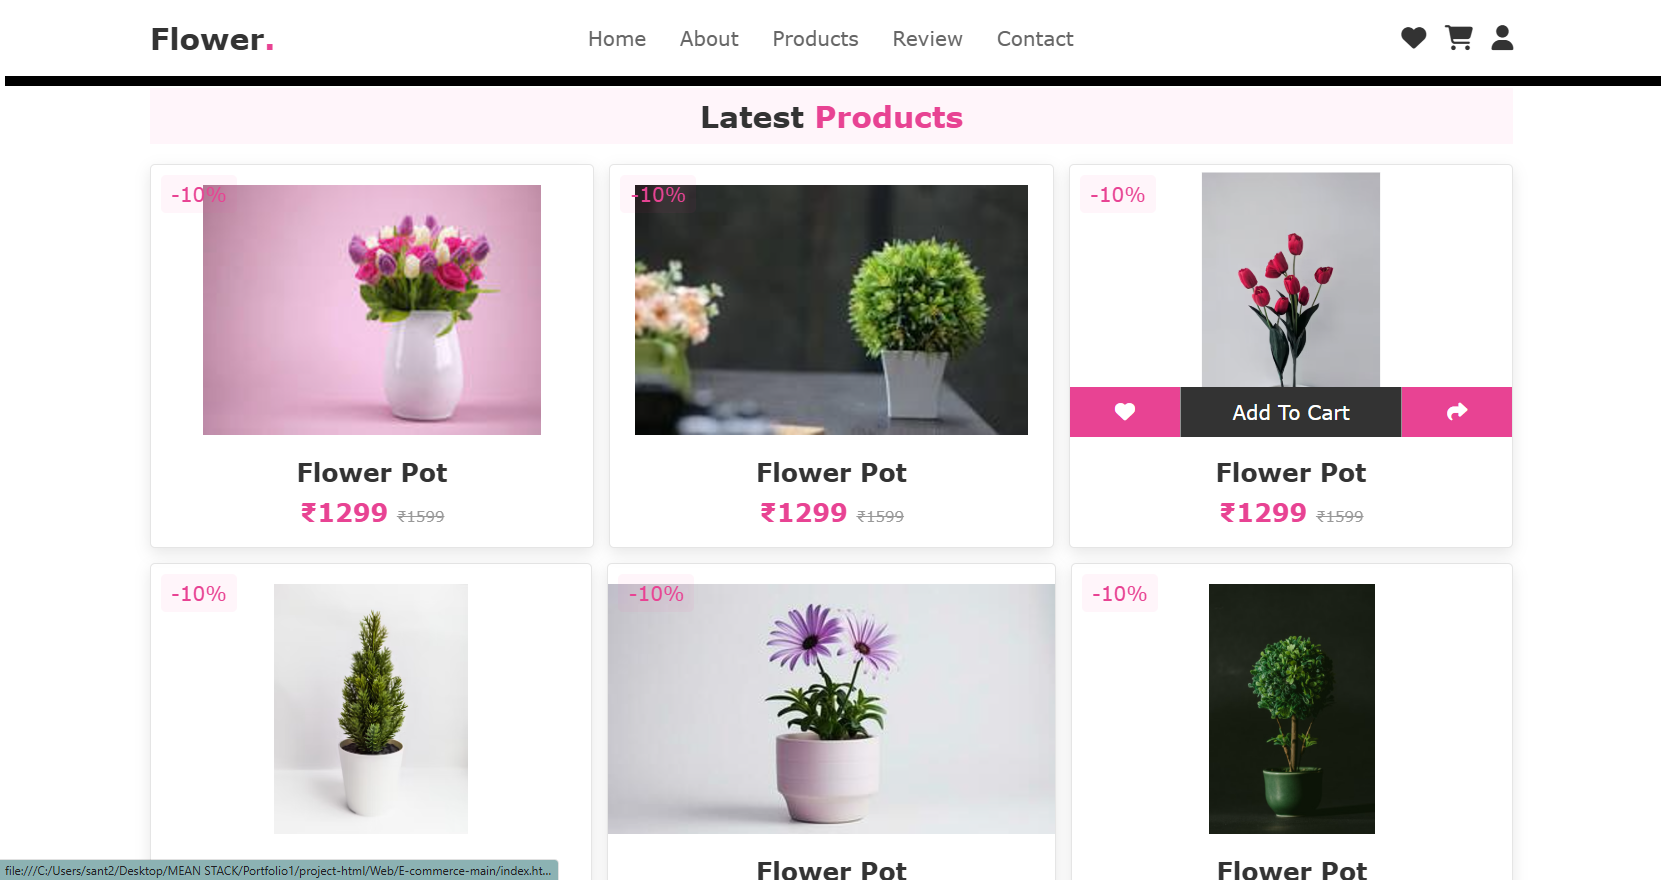 Flower.
Home About Products Review Contact
Latest Products
-10% -10% -10%
Add To Cart
Flower Pot Flower Pot Flower Pot
₹1299 ₹1599 ₹1299 ₹1599 ₹1299 ₹1599
-10% -10% -10%
Flower Pot Flower Pot
file:///C:/Users/sant2/Desktop/MEAN STACK/Portfolio1/project-html/Web/E-commerce-main/index.ht...